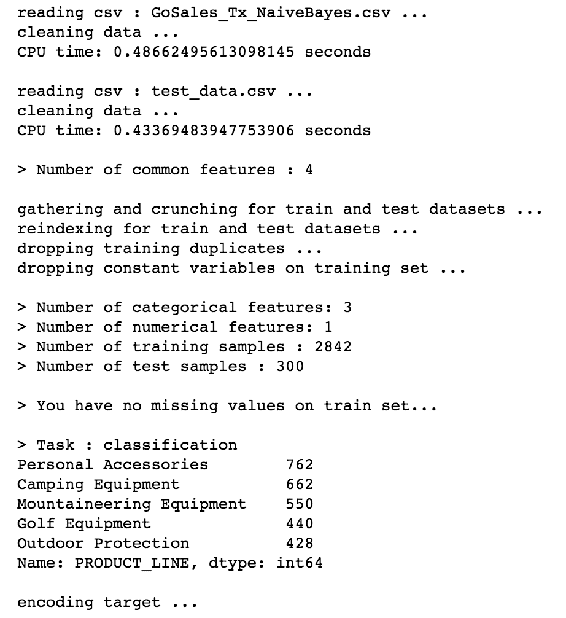 reading csv : GoSales_Tx_NaiveBayes.csv ...
cleaning data ...
CPU time: 0.48662495613098145 seconds
reading csv : test_data.csv ...
cleaning data ...
CPU time: 0.43369483947753906 seconds
> Number of common features : 4
gathering and crunching for train and test datasets ...
reindexing for train and test datasets ...
dropping training duplicates ...
dropping constant variables on training set ...
> Number of categorical features: 3
> Number of numerical features: 1
> Number of training samples : 2842
> Number of test samples : 300
> You have no missing values on train set...
> Task : classification
Personal Accessories 762
Camping Equipment 662
Mountaineering Equipment 550
Golf Equipment 440
Outdoor Protection 428
Name: PRODUCT_LINE, dtype: int64
encoding target ...